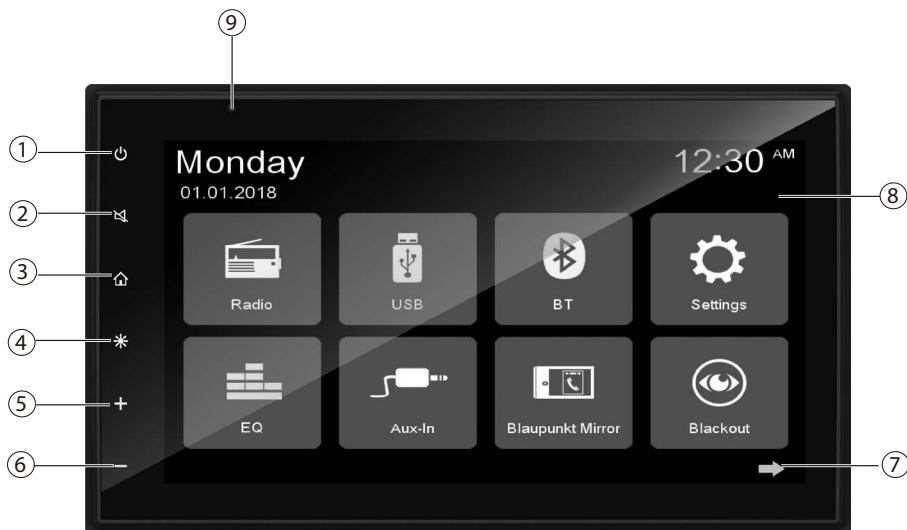 9
1
Monday
12:30 AM
01.01.2018
2
8
3
Radio
USB
BT
Settings
4
5
EQ
Aux-In
Blaupunkt Mirror
Blackout
6
7